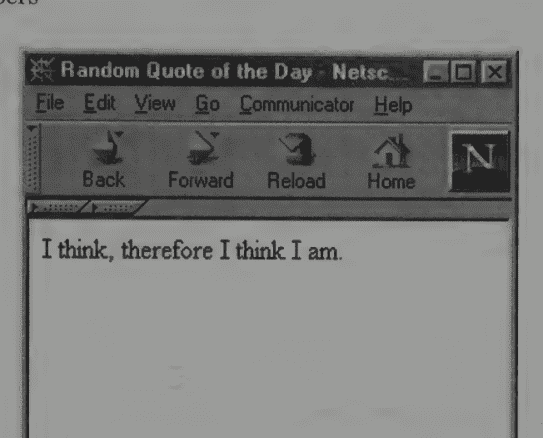 Random Quote of the Day - Netsc...
File Edit View Go Communicator Help
Back Forward Reload Home
N
I think, therefore I think I am.